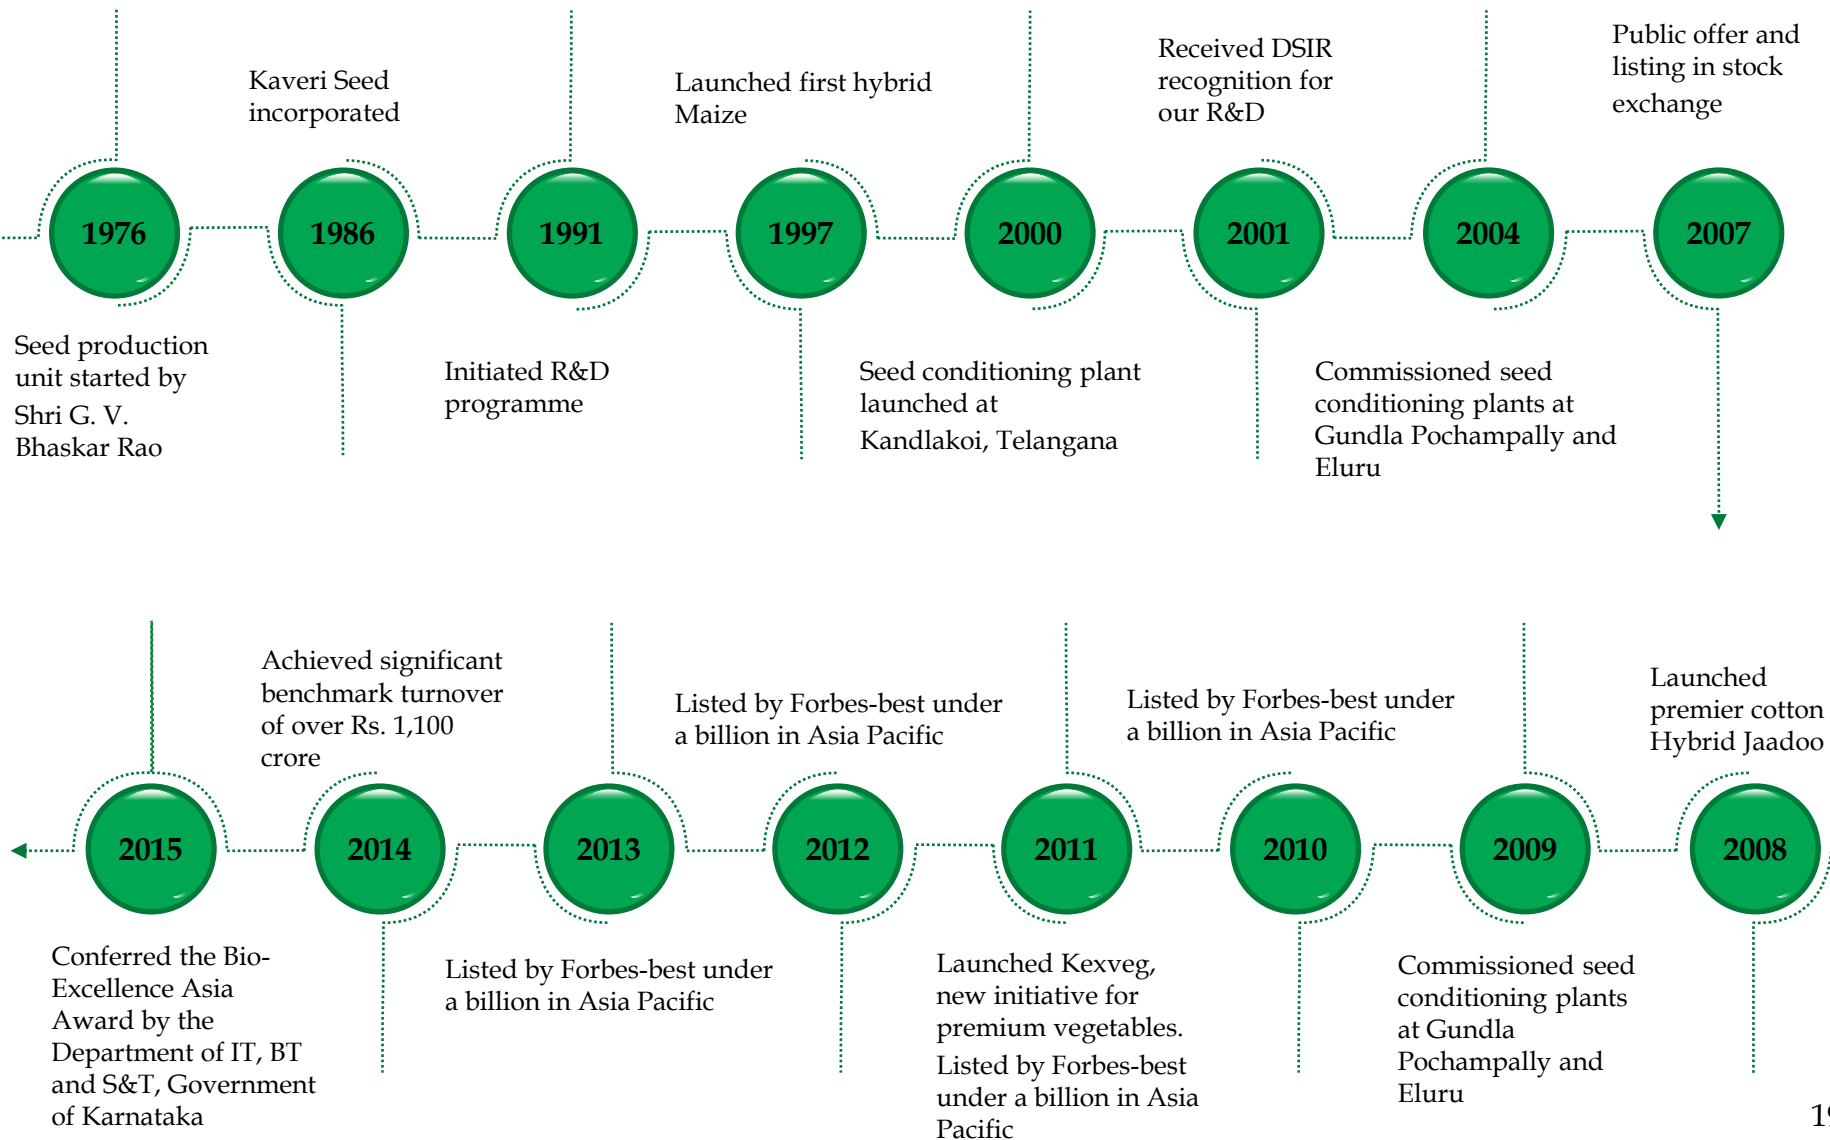 1976
Seed production
unit started by
Shri G. V.
Bhaskar Rao
Kaveri Seed
incorporated
1986
1991
Initiated R&D
programme
Launched first hybrid
Maize
1997
2000
Seed conditioning plant
launched at
Kandlakoi, Telangana
Received DSIR
recognition for
our R&D
2001
2004
Commissioned seed
conditioning plants at
Gundla Pochampally and
Eluru
Public offer and
listing in stock
exchange
2007
Launched
premier cotton
Hybrid Jaadoo
2008
2009
Commissioned seed
conditioning plants
at Gundla
Pochampally and
Eluru
Listed by Forbes-best under
a billion in Asia Pacific
2010
2011
Launched Kexveg,
new initiative for
premium vegetables.
Listed by Forbes-best
under a billion in Asia
Pacific
Listed by Forbes-best under
a billion in Asia Pacific
2012
2013
Listed by Forbes-best under
a billion in Asia Pacific
Achieved significant
benchmark turnover
of over Rs. 1,100
crore
2014
2015
Conferred the Bio-
Excellence Asia
Award by the
Department of IT, BT
and S&T, Government
of Karnataka